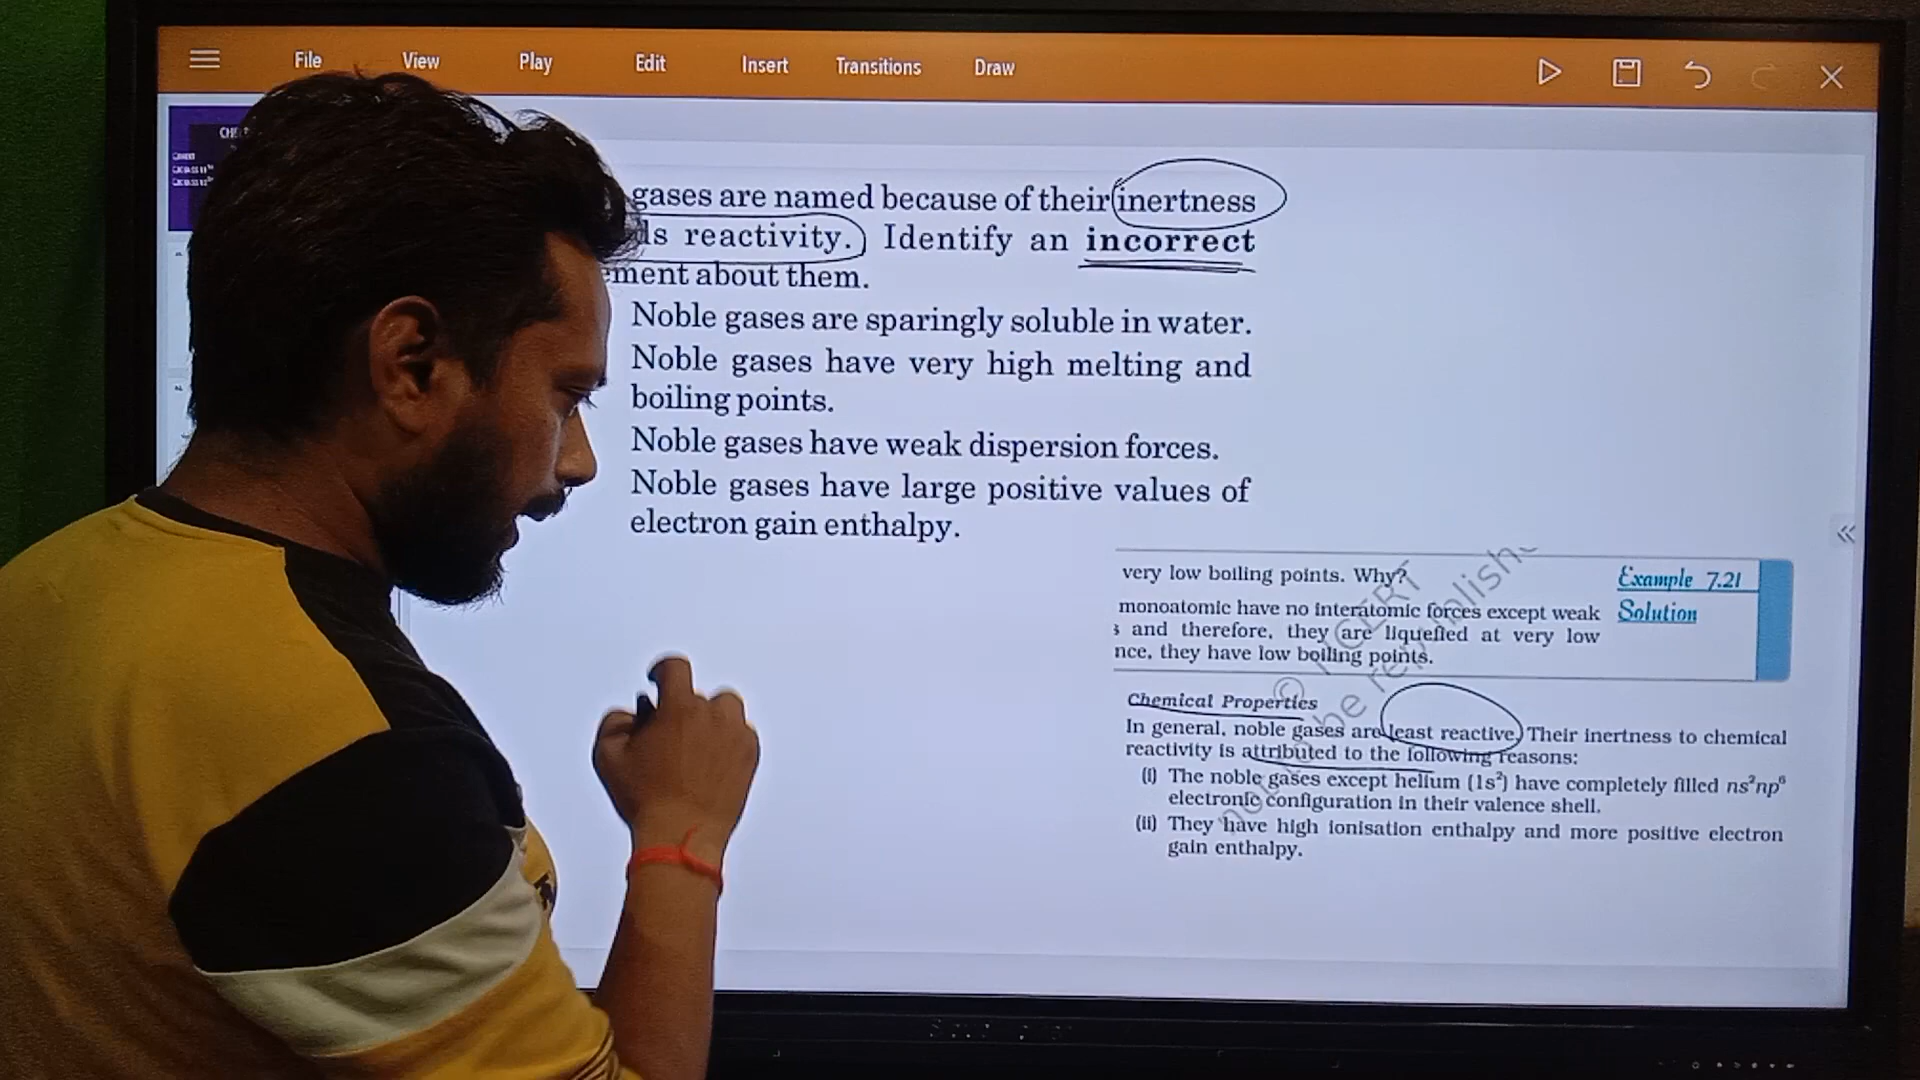 File View Play Edit Insert Transitions Draw
gases are named because of their inertness
ds reactivity. Identify an incorrect
ement about them.
Noble gases are sparingly soluble in water.
Noble gases have very high melting and
boiling points.
Noble gases have weak dispersion forces.
Noble gases have large positive values of
electron gain enthalpy.
very low boiling points. Why?
Example 7.21
monoatomic have no interatomic forces except weak
Solution
s and therefore, they are liquefied at very low
nce, they have low boiling points.
Chemical Properties
In general, noble gases are least reactive. Their inertness to chemical
reactivity is attributed to the following reasons:
(i) The noble gases except helium (1s²) have completely filled ns²np⁶
electronic configuration in their valence shell.
(ii) They have high ionisation enthalpy and more positive electron
gain enthalpy.
© NCERT